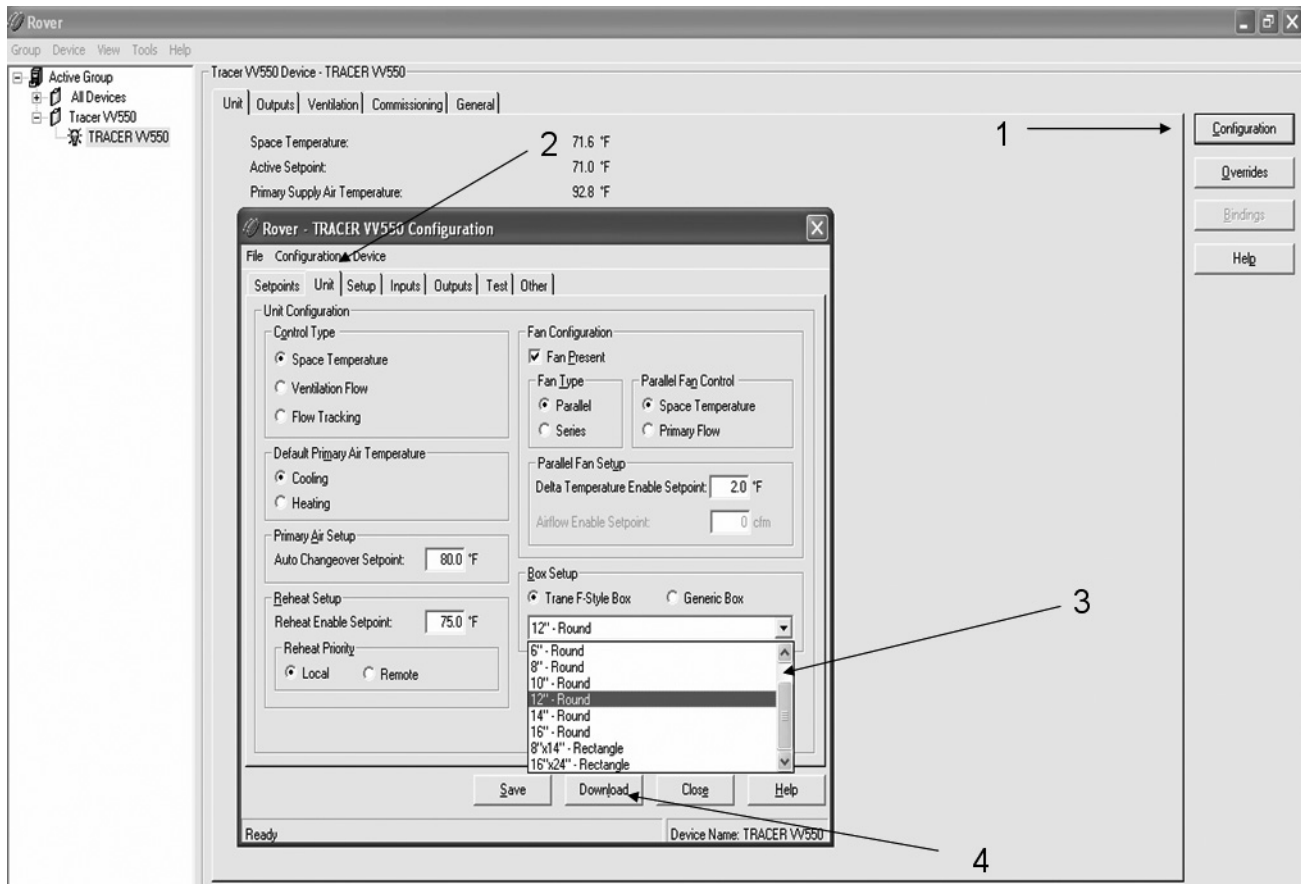 Rover
Group Device View Tools Help
Active Group
All Devices
Tracer VV550
TRACER VV550
Tracer VV550 Device - TRACER VV550
Unit Outputs Ventilation Commissioning General
Space Temperature: 71.6 °F
Active Setpoint: 71.0 °F
Primary Supply Air Temperature: 92.8 °F
1
Configuration
Overrides
Bindings
Help
2
Rover - TRACER VV550 Configuration
File Configuration Device
Setpoints Unit Setup Inputs Outputs Test Other
Unit Configuration
Control Type
Space Temperature
Ventilation Flow
Flow Tracking
Default Primary Air Temperature
Cooling
Heating
Primary Air Setup
Auto Changeover Setpoint: 80.0 °F
Reheat Setup
Reheat Enable Setpoint: 75.0 °F
Reheat Priority
Local Remote
Fan Configuration
Fan Present
Fan Type
Parallel
Series
Parallel Fan Control
Space Temperature
Primary Flow
Parallel Fan Setup
Delta Temperature Enable Setpoint: 2.0 °F
Airflow Enable Setpoint: 0 cfm
Box Setup
Trane F-Style Box Generic Box
12" - Round
6" - Round
8" - Round
10" - Round
12" - Round
14" - Round
16" - Round
8"x14" - Rectangle
16"x24" - Rectangle
3
Save Download Close Help
Ready Device Name: TRACER VV550
4